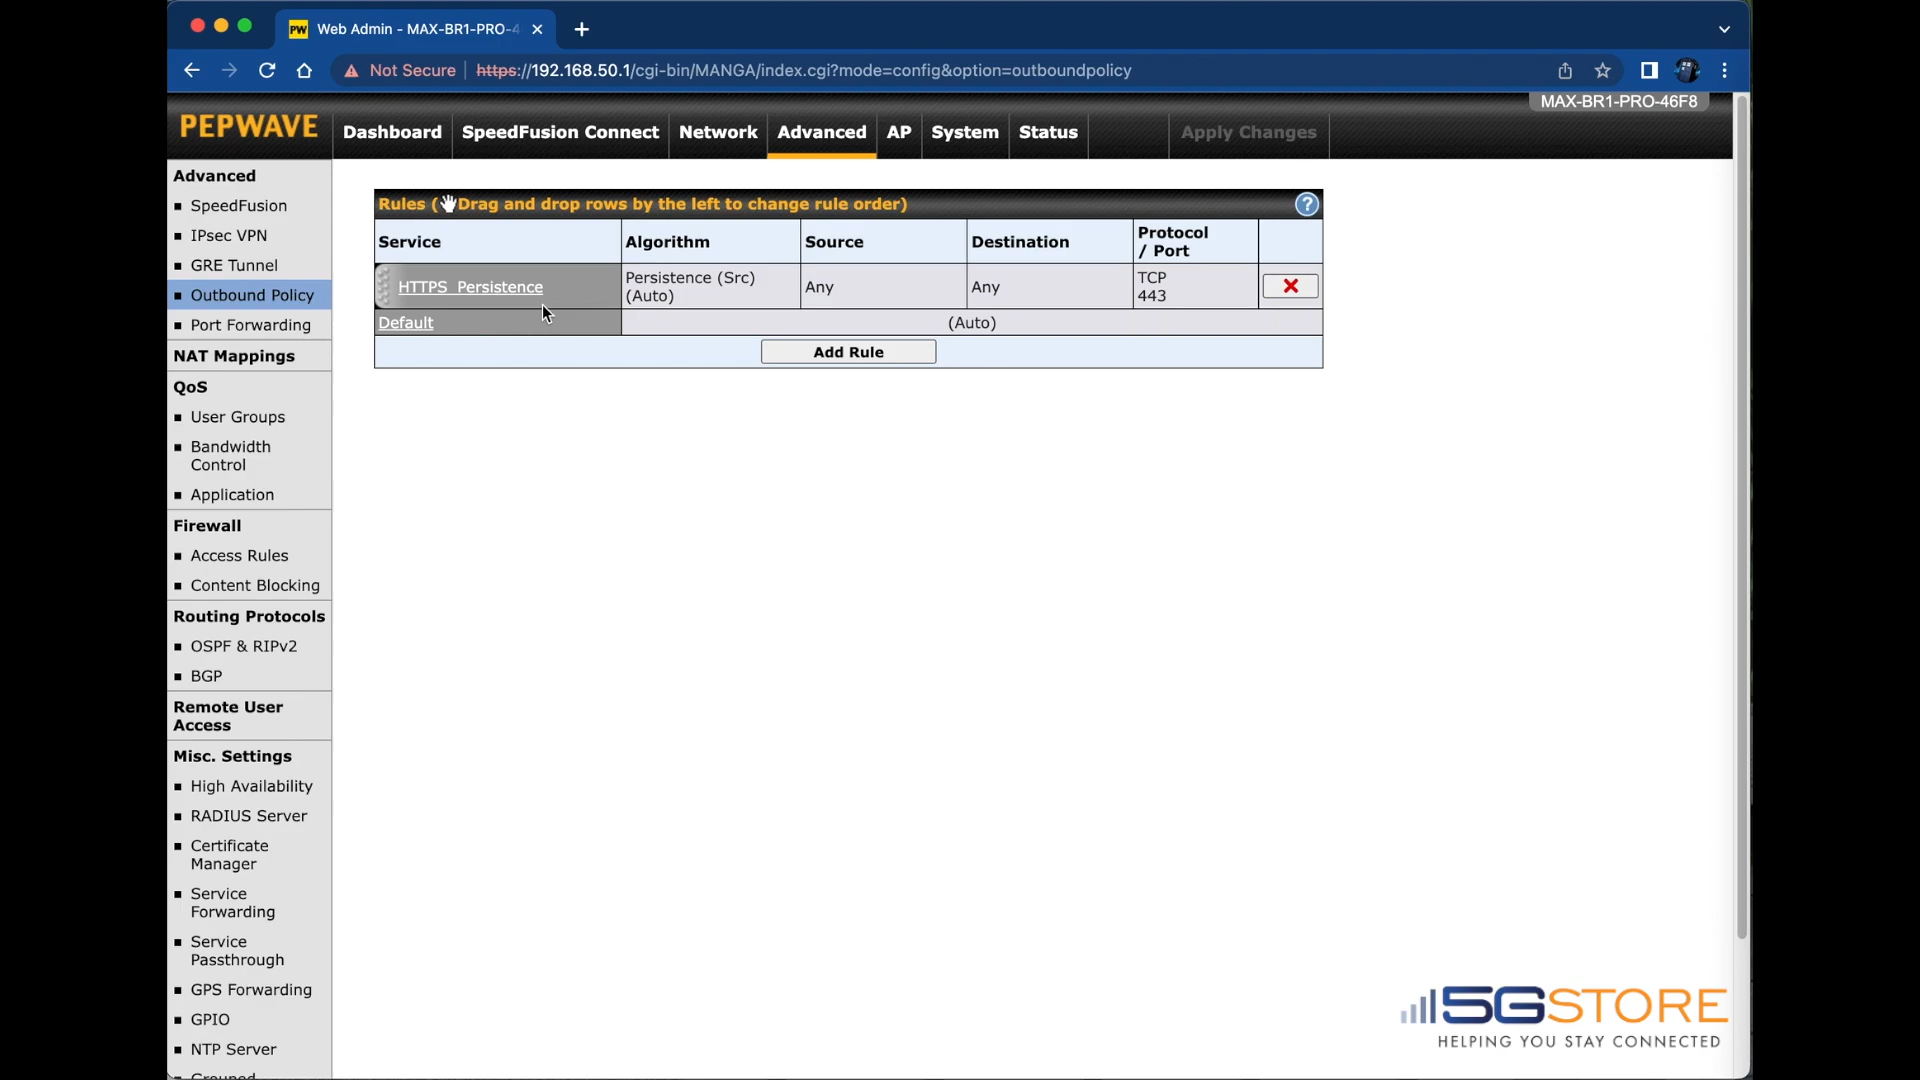 PW Web Admin - MAX-BR1-PRO-4
Not Secure https://192.168.50.1/cgi-bin/MANGA/index.cgi?mode=config&option=outboundpolicy
MAX-BR1-PRO-46F8
PEPWAVE Dashboard SpeedFusion Connect Network Advanced AP System Status Apply Changes
Advanced
SpeedFusion
IPsec VPN
GRE Tunnel
Outbound Policy
Port Forwarding
NAT Mappings
QoS
User Groups
Bandwidth
Control
Application
Firewall
Access Rules
Content Blocking
Routing Protocols
OSPF & RIPv2
BGP
Remote User
Access
Misc. Settings
High Availability
RADIUS Server
Certificate
Manager
Service
Forwarding
Service
Passthrough
GPS Forwarding
GPIO
NTP Server
Grouped
Rules (Drag and drop rows by the left to change rule order) ?
Service Algorithm Source Destination Protocol
/ Port
HTTPS_Persistence Persistence (Src)
(Auto) Any Any TCP
443
Default (Auto)
Add Rule
5GSTORE
HELPING YOU STAY CONNECTED